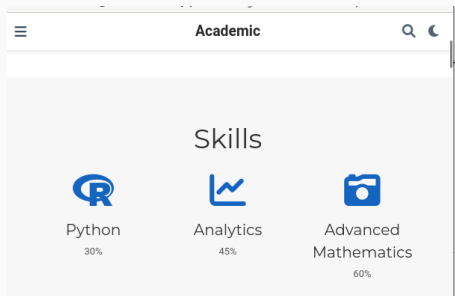 Academic
Skills
Python
30%
Analytics
45%
Advanced
Mathematics
60%